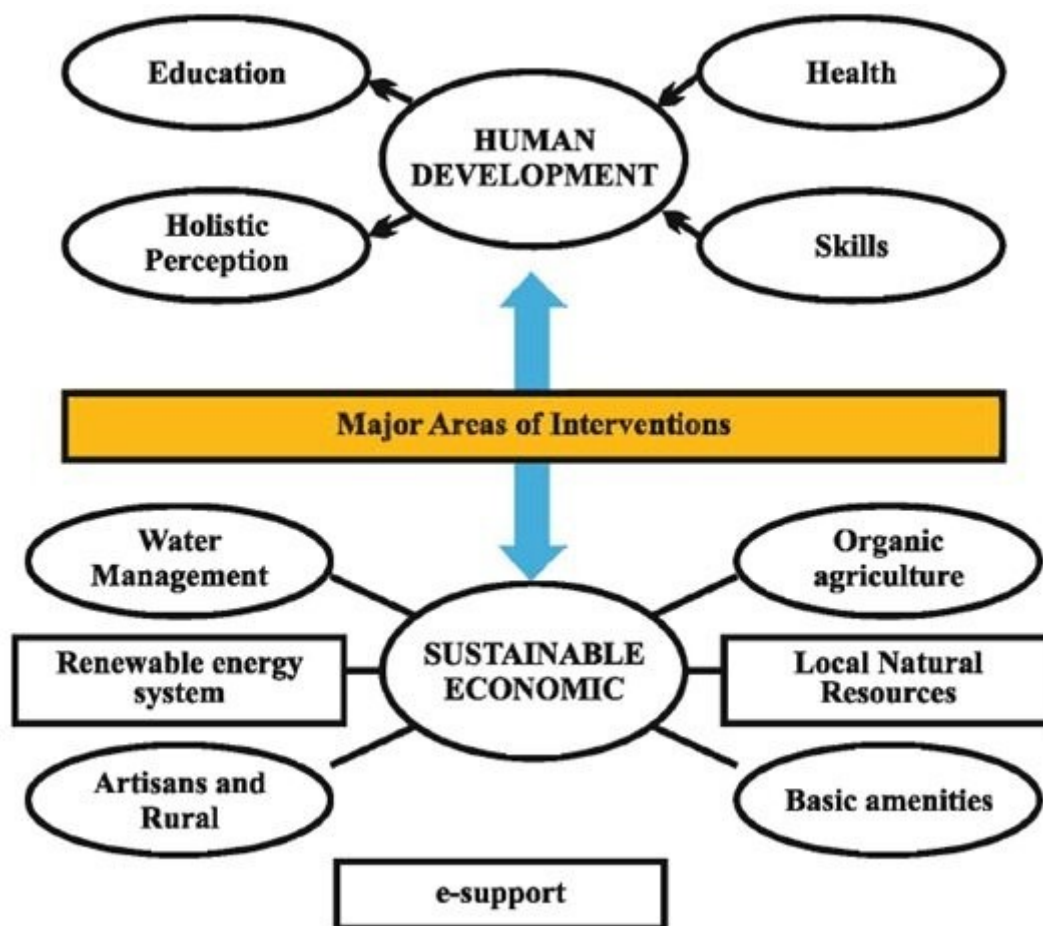 Education
Health
HUMAN
DEVELOPMENT
Holistic
Perception
Skills
Major Areas of Interventions
Water
Management
Organic
agriculture
Renewable energy
system
SUSTAINABLE
ECONOMIC
Local Natural
Resources
Artisans and
Rural
Basic amenities
e-support